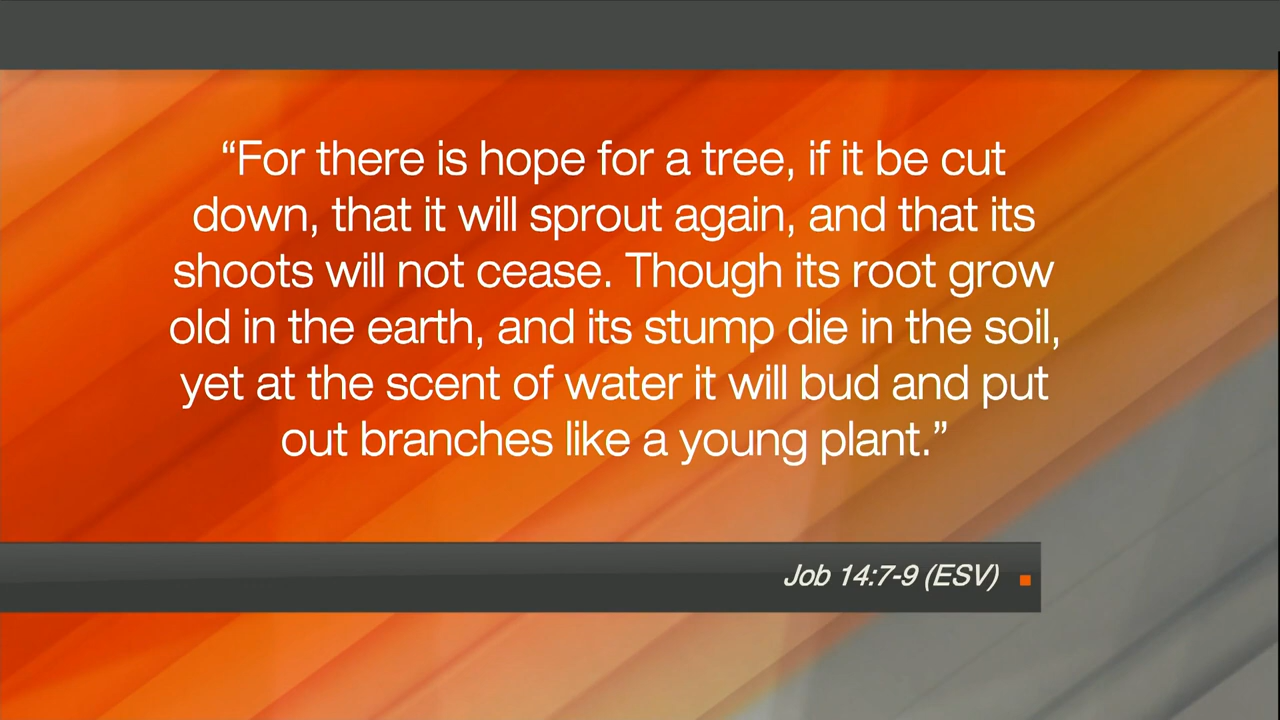 “For there is hope for a tree, if it be cut
down, that it will sprout again, and that its
shoots will not cease. Though its root grow
old in the earth, and its stump die in the soil,
yet at the scent of water it will bud and put
out branches like a young plant.”
Job 14:7-9 (ESV)